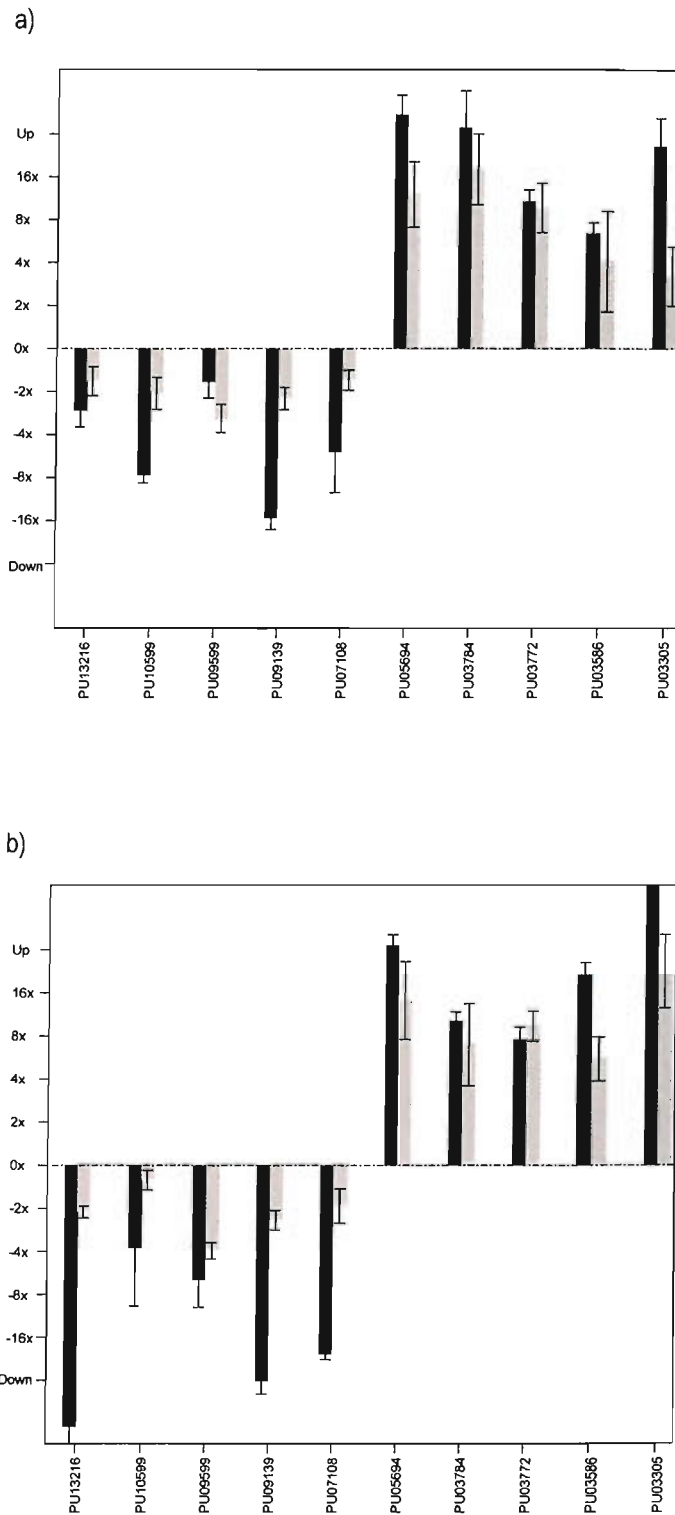 a)
Up
16x
8x
4x
2x
0x
-2x
-4x
-8x
-16x
Down
PU13216
PU10599
PU09599
PU09139
PU07108
PU05694
PU03784
PU03772
PU03586
PU03305
b)
Up
16x
8x
4x
2x
0x
-2x
-4x
-8x
-16x
Down
PU13216
PU10599
PU09599
PU09139
PU07108
PU05694
PU03784
PU03772
PU03586
PU03305